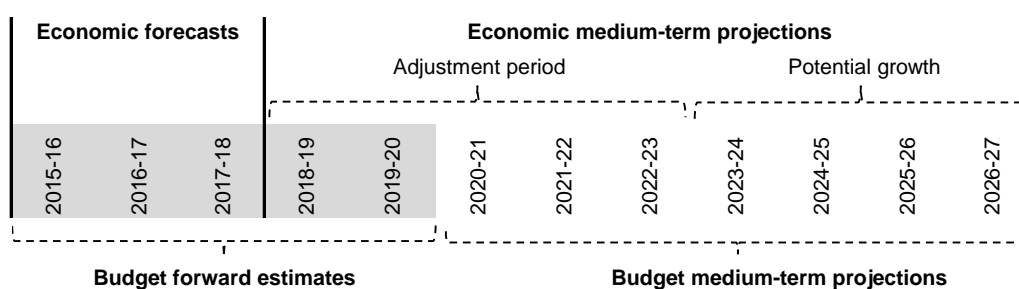 Economic forecasts
Economic medium-term projections
Adjustment period
Potential growth
2015-16
2016-17
2017-18
2018-19
2019-20
2020-21
2021-22
2022-23
2023-24
2024-25
2025-26
2026-27
Budget forward estimates
Budget medium-term projections